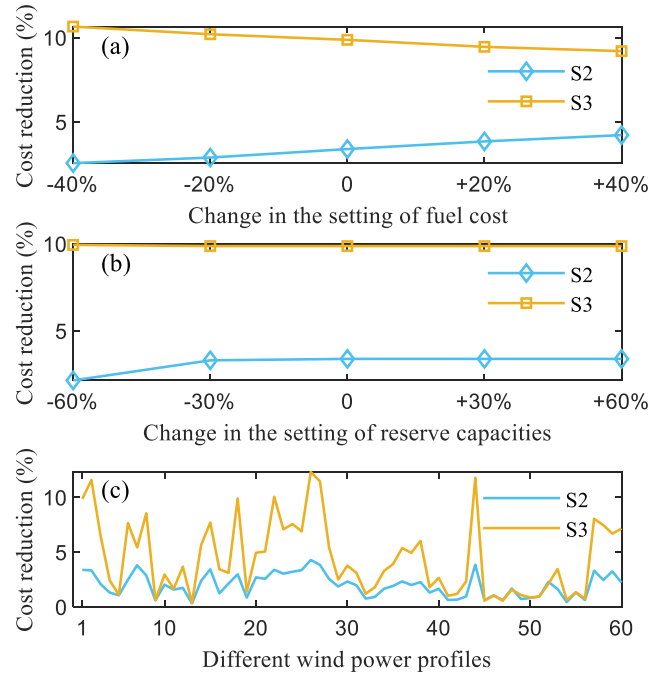 Cost reduction (%)
10
5
(a)
S2
S3
-40% -20% 0 +20% +40%
Change in the setting of fuel cost
Cost reduction (%)
10
5
(b)
S2
S3
-60% -30% 0 +30% +60%
Change in the setting of reserve capacities
Cost reduction (%)
10
5
0
(c)
S2
S3
1 10 20 30 40 50 60
Different wind power profiles